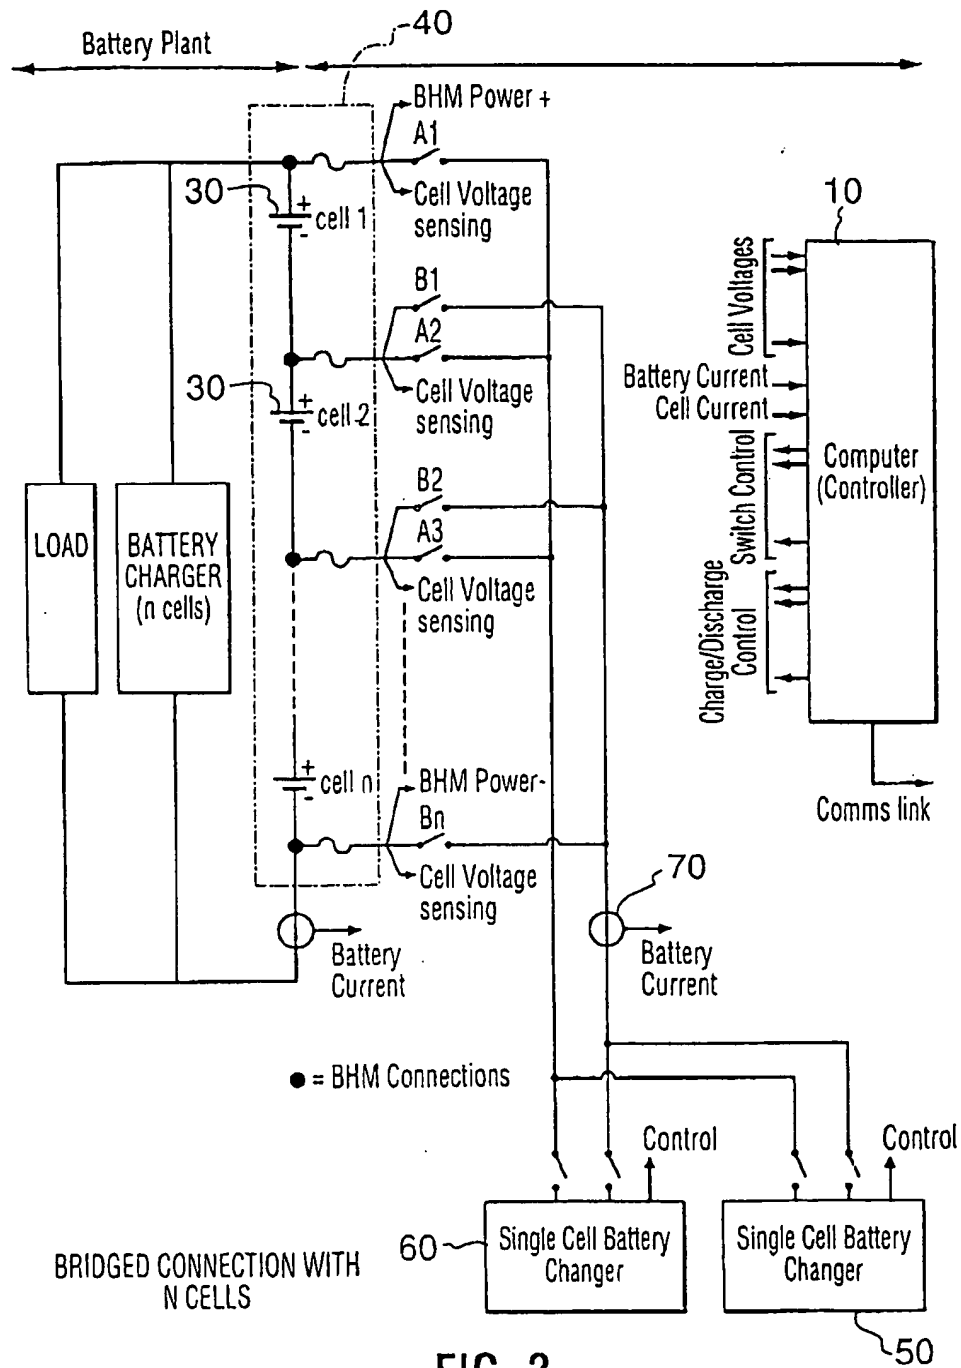 40
Battery Plant
BHM Power +
A1
30
+
cell 1
-
Cell Voltage
sensing
10
B1
A2
30
+
cell 2
-
Cell Voltage
sensing
Cell Voltages
Battery Current
Cell Current
Switch Control
Charge/Discharge
Control
Computer
(Controller)
B2
A3
Cell Voltage
sensing
LOAD
BATTERY
CHARGER
(n cells)
+
cell n
-
BHM Power-
Bn
Cell Voltage
sensing
Comms link
70
Battery
Current
Battery
Current
= BHM Connections
Control
Control
60
Single Cell Battery
Changer
Single Cell Battery
Changer
50
BRIDGED CONNECTION WITH
N CELLS